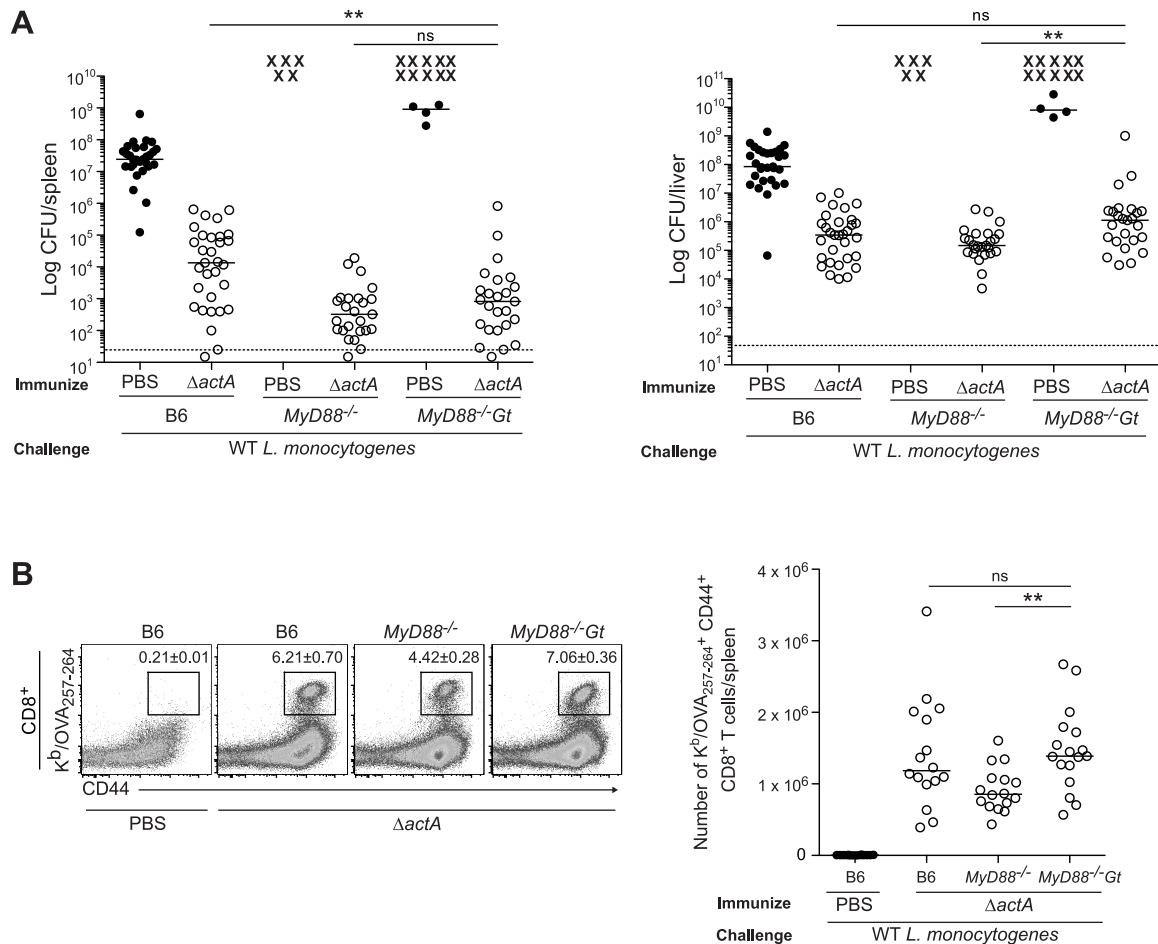 A
**
ns
X X X
X X
XX XXX
XX XXX
Log CFU/spleen
10^10
10^9
10^8
10^7
10^6
10^5
10^4
10^3
10^2
10^1
Immunize PBS ΔactA PBS ΔactA PBS ΔactA
B6 MyD88-/- MyD88-/-Gt
Challenge WT L. monocytogenes
ns
**
X X X
X X
XX XXX
XX XXX
Log CFU/liver
10^11
10^10
10^9
10^8
10^7
10^6
10^5
10^4
10^3
10^2
10^1
Immunize PBS ΔactA PBS ΔactA PBS ΔactA
B6 MyD88-/- MyD88-/-Gt
Challenge WT L. monocytogenes
B
B6 B6 MyD88-/- MyD88-/-Gt
0.21±0.01 6.21±0.70 4.42±0.28 7.06±0.36
CD8+
Kb/OVA257-264
CD44
PBS ΔactA
Number of Kb/OVA257-264+ CD44+
CD8+ T cells/spleen
4 x 10^6
3 x 10^6
2 x 10^6
1 x 10^6
0
ns
**
B6 B6 MyD88-/- MyD88-/-Gt
Immunize PBS ΔactA
Challenge WT L. monocytogenes